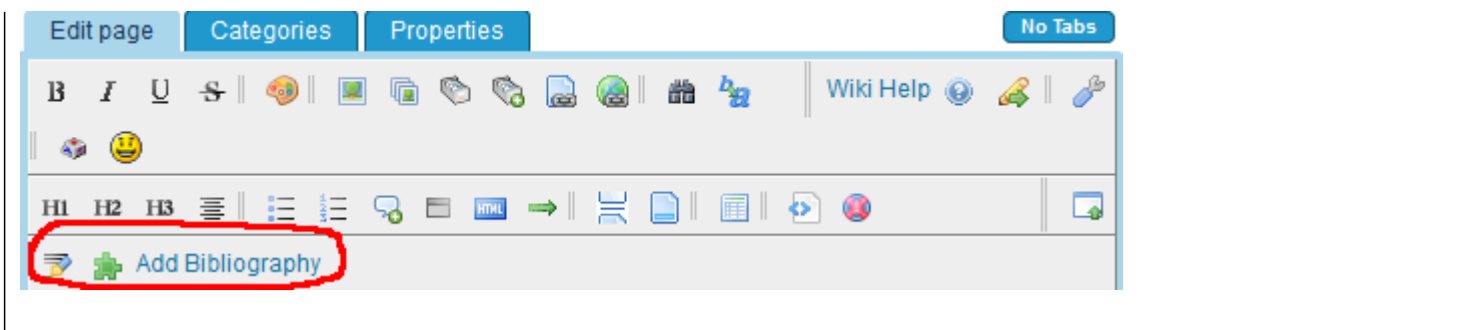 Edit page Categories Properties No Tabs
B I U S Wiki Help
H1 H2 H3 HTML
Add Bibliography